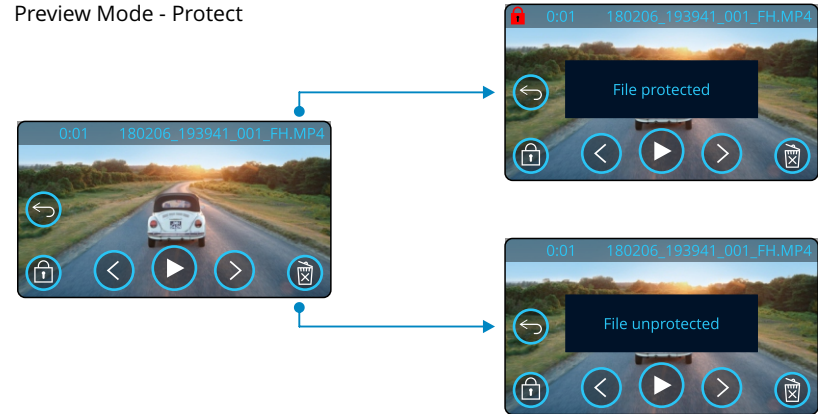 Preview Mode - Protect
0:01 180206_193941_001_FH.MP4
0:01 180206_193941_001_FH.MP4
File protected
0:01 180206_193941_001_FH.MP4
File unprotected